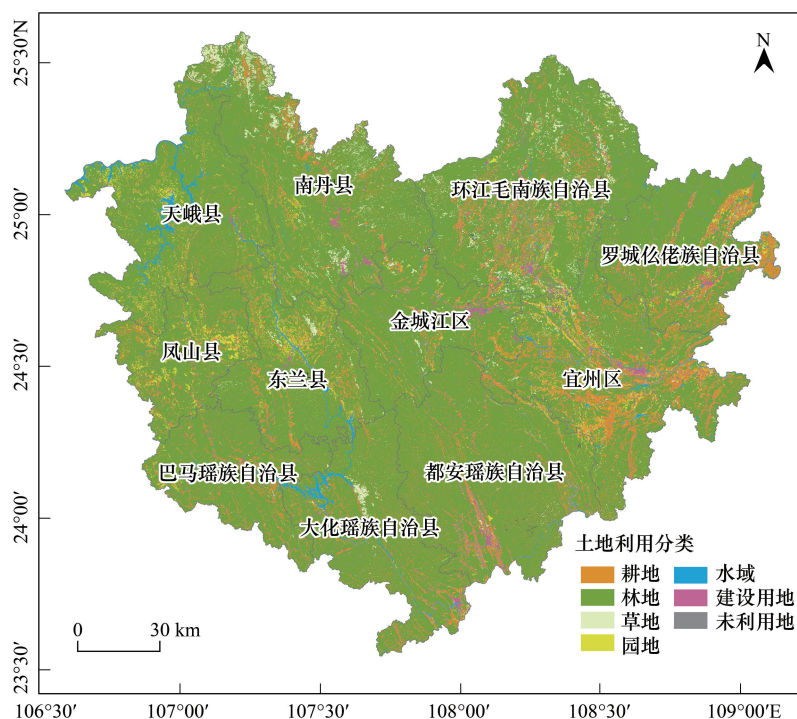 N
25°30′N
25°00′
24°30′
24°00′
23°30′
南丹县
环江毛南族自治县
天峨县
罗城仫佬族自治县
金城江区
凤山县
东兰县
宜州区
巴马瑶族自治县
都安瑶族自治县
大化瑶族自治县
土地利用分类
耕地
水域
林地
建设用地
草地
未利用地
园地
0 30 km
106°30′ 107°00′ 107°30′ 108°00′ 108°30′ 109°00′E